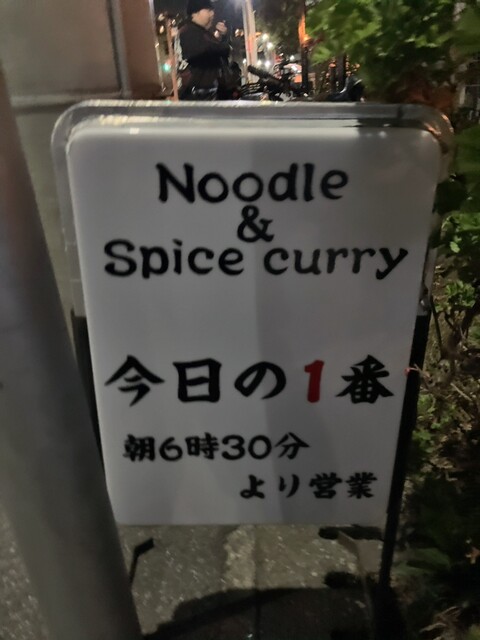 Noodle
&
Spice curry
今日の1番
朝6時30分
より営業